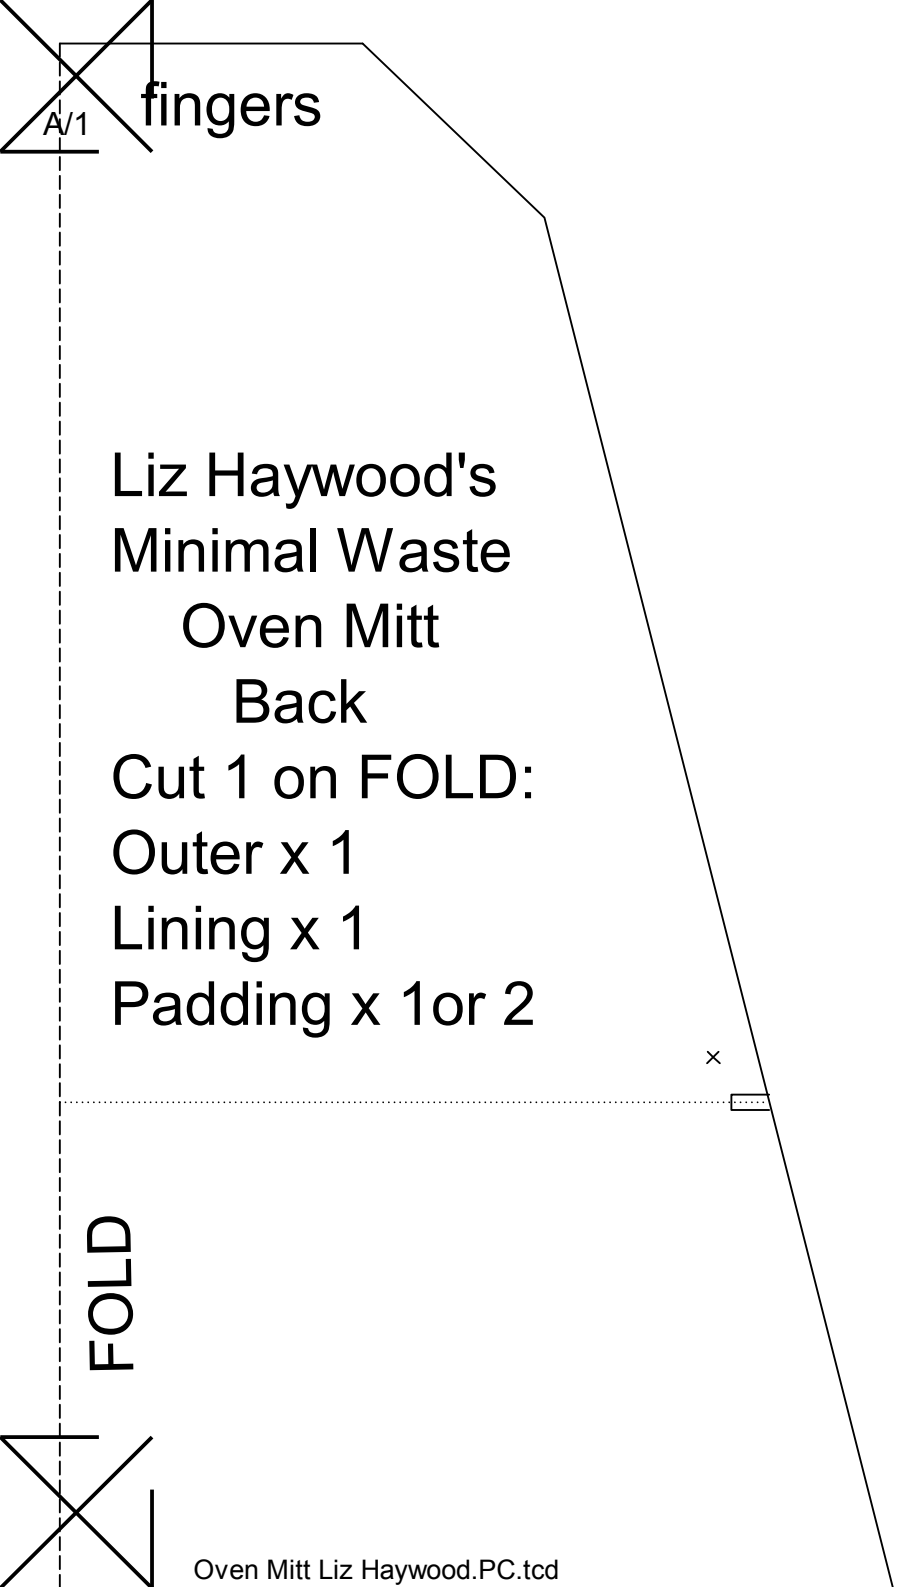 A/1
fingers
Liz Haywood's
Minimal Waste
Oven Mitt
Back
Cut 1 on FOLD:
Outer x 1
Lining x 1
Padding x 1or 2
FOLD
Oven Mitt Liz Haywood.PC.tcd